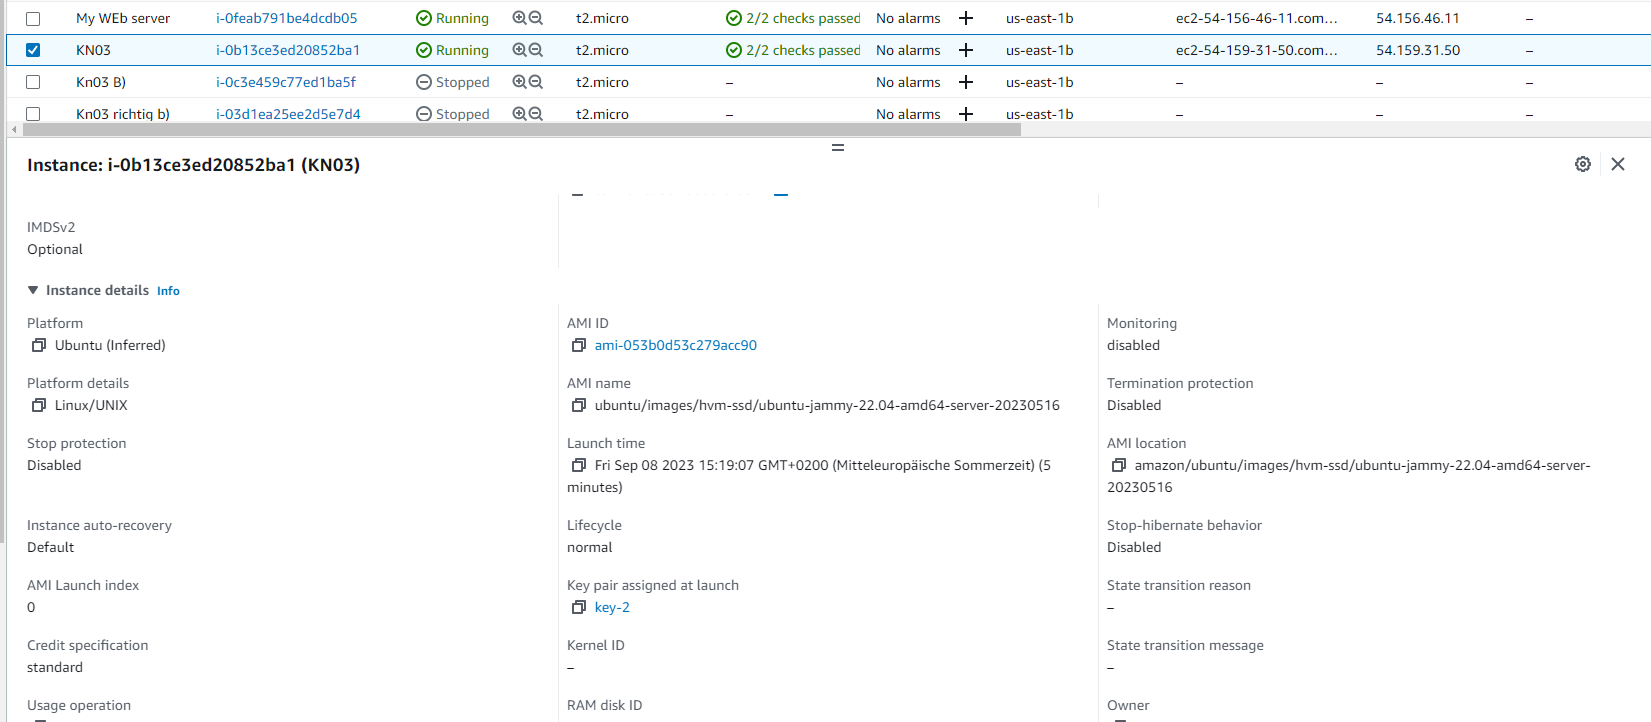 My WEb server i-0feab791be4dcdb05 Running t2.micro 2/2 checks passed No alarms + us-east-1b ec2-54-156-46-11.com... 54.156.46.11 –
KN03 i-0b13ce3ed20852ba1 Running t2.micro 2/2 checks passed No alarms + us-east-1b ec2-54-159-31-50.com... 54.159.31.50 –
Kn03 B) i-0c3e459c77ed1ba5f Stopped t2.micro – No alarms + us-east-1b – – –
Kn03 richtig b) i-03d1ea25ee2d5e7d4 Stopped t2.micro – No alarms + us-east-1b – – –
Instance: i-0b13ce3ed20852ba1 (KN03)
IMDSv2
Optional
Instance details Info
Platform AMI ID Monitoring
Ubuntu (Inferred) ami-053b0d53c279acc90 disabled
Platform details AMI name Termination protection
Linux/UNIX ubuntu/images/hvm-ssd/ubuntu-jammy-22.04-amd64-server-20230516 Disabled
Stop protection Launch time AMI location
Disabled Fri Sep 08 2023 15:19:07 GMT+0200 (Mitteleuropäische Sommerzeit) (5 amazon/ubuntu/images/hvm-ssd/ubuntu-jammy-22.04-amd64-server-
minutes) 20230516
Instance auto-recovery Lifecycle Stop-hibernate behavior
Default normal Disabled
AMI Launch index Key pair assigned at launch State transition reason
0 key-2 –
Credit specification Kernel ID State transition message
standard – –
Usage operation RAM disk ID Owner